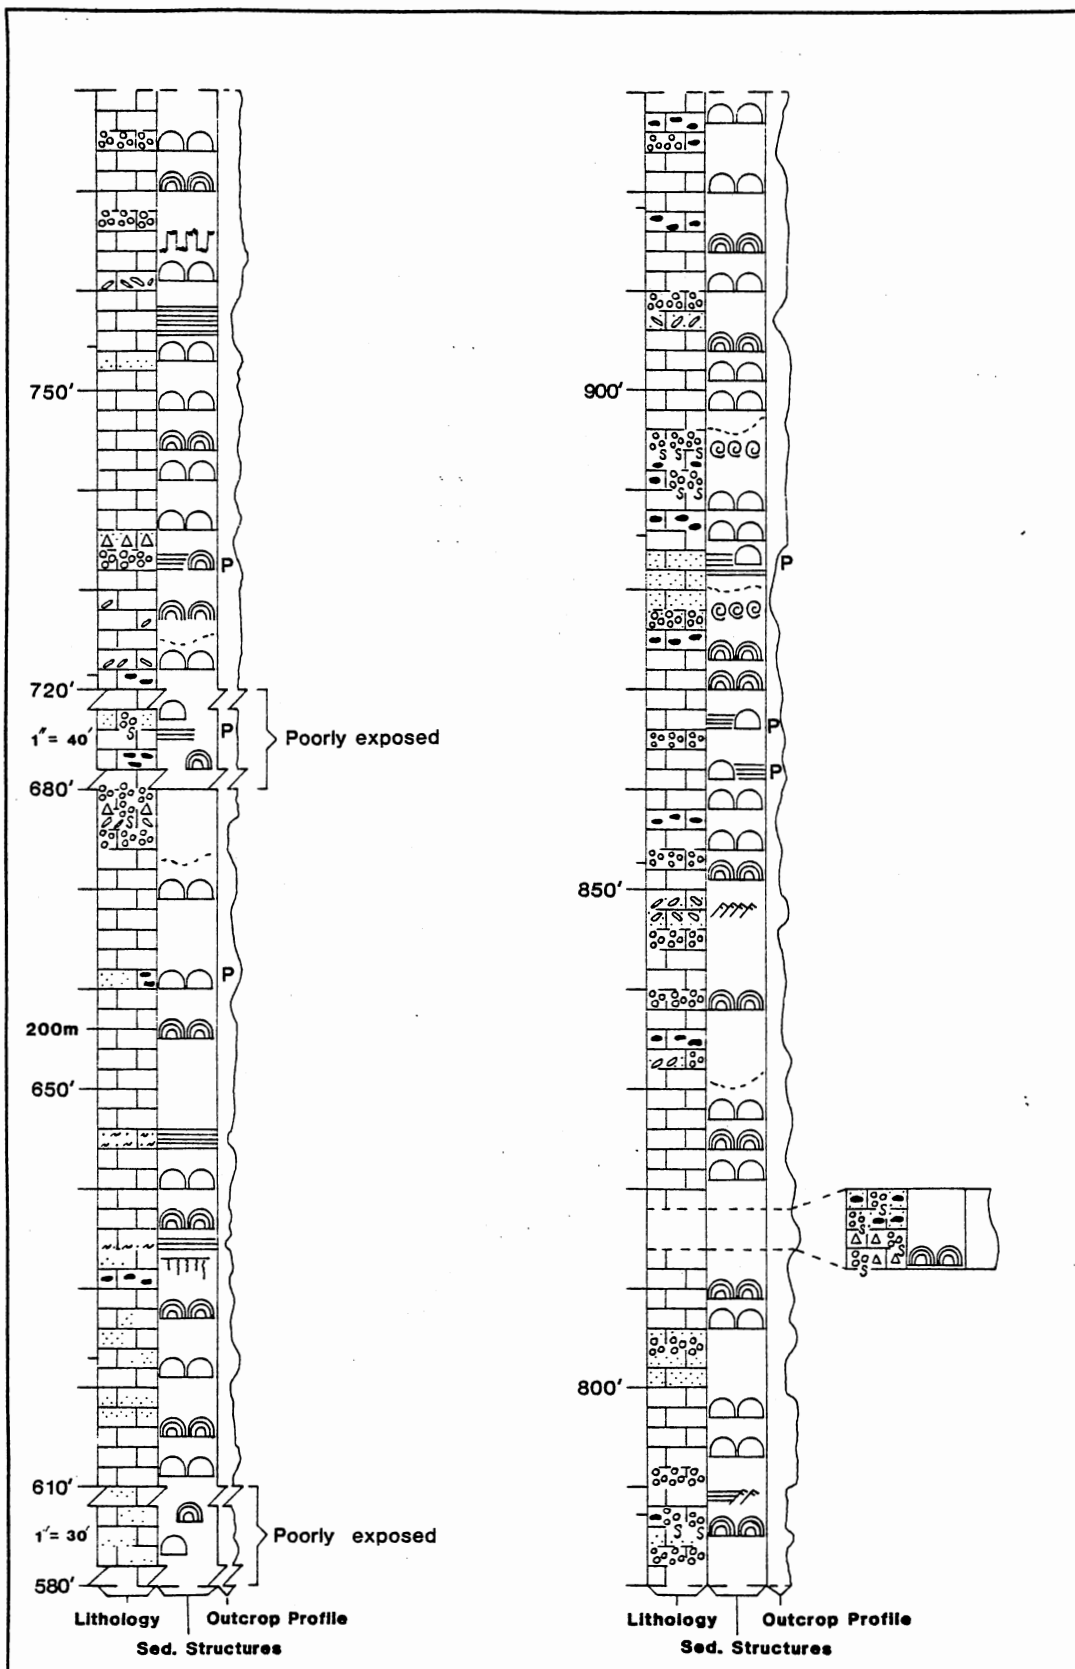 750'
P
720'
1" = 40'
P
Poorly exposed
680'
P
200m
650'
610'
1" = 30'
Poorly exposed
580'
Lithology
Outcrop Profile
Sed. Structures
900'
P
P
P
850'
800'
Lithology
Outcrop Profile
Sed. Structures